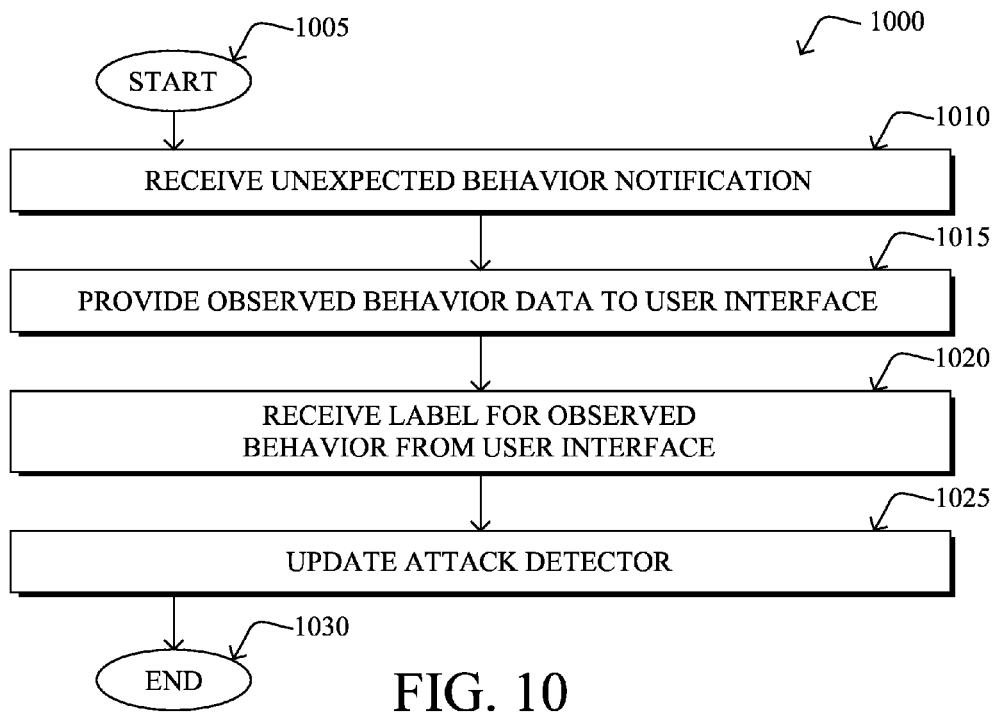 1005
1000
START
1010
RECEIVE UNEXPECTED BEHAVIOR NOTIFICATION
1015
PROVIDE OBSERVED BEHAVIOR DATA TO USER INTERFACE
1020
RECEIVE LABEL FOR OBSERVED
BEHAVIOR FROM USER INTERFACE
1025
UPDATE ATTACK DETECTOR
1030
END
FIG. 10